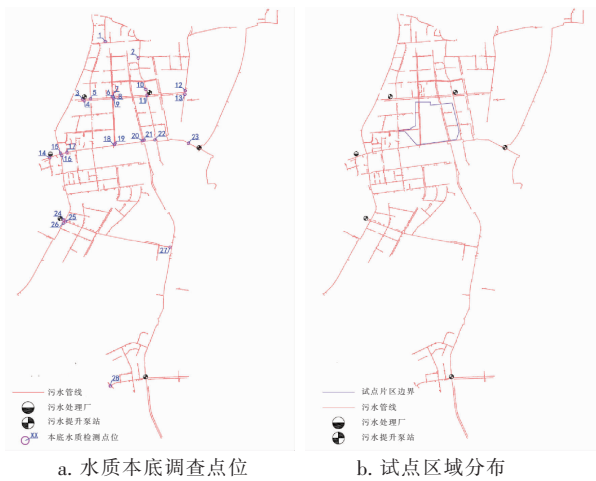 1
2
3
4
5
6
7
8
9
10
11
12
13
14
15
16
17
18
19
20
21
22
23
24
25
26
27
28
污水管线
污水处理厂
污水提升泵站
XX
本底水质检测点位
a. 水质本底调查点位
试点片区边界
污水管线
污水处理厂
污水提升泵站
b. 试点区域分布